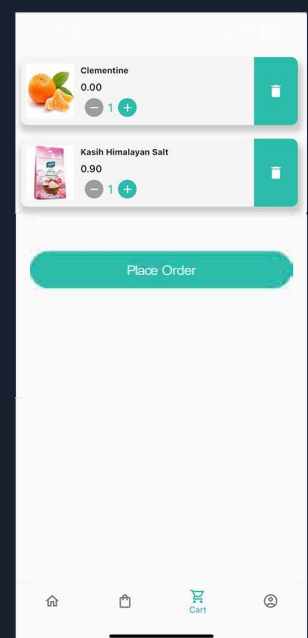 Clementine
0.00
1
Kasih Himalayan Salt
0.90
1
Place Order
Cart